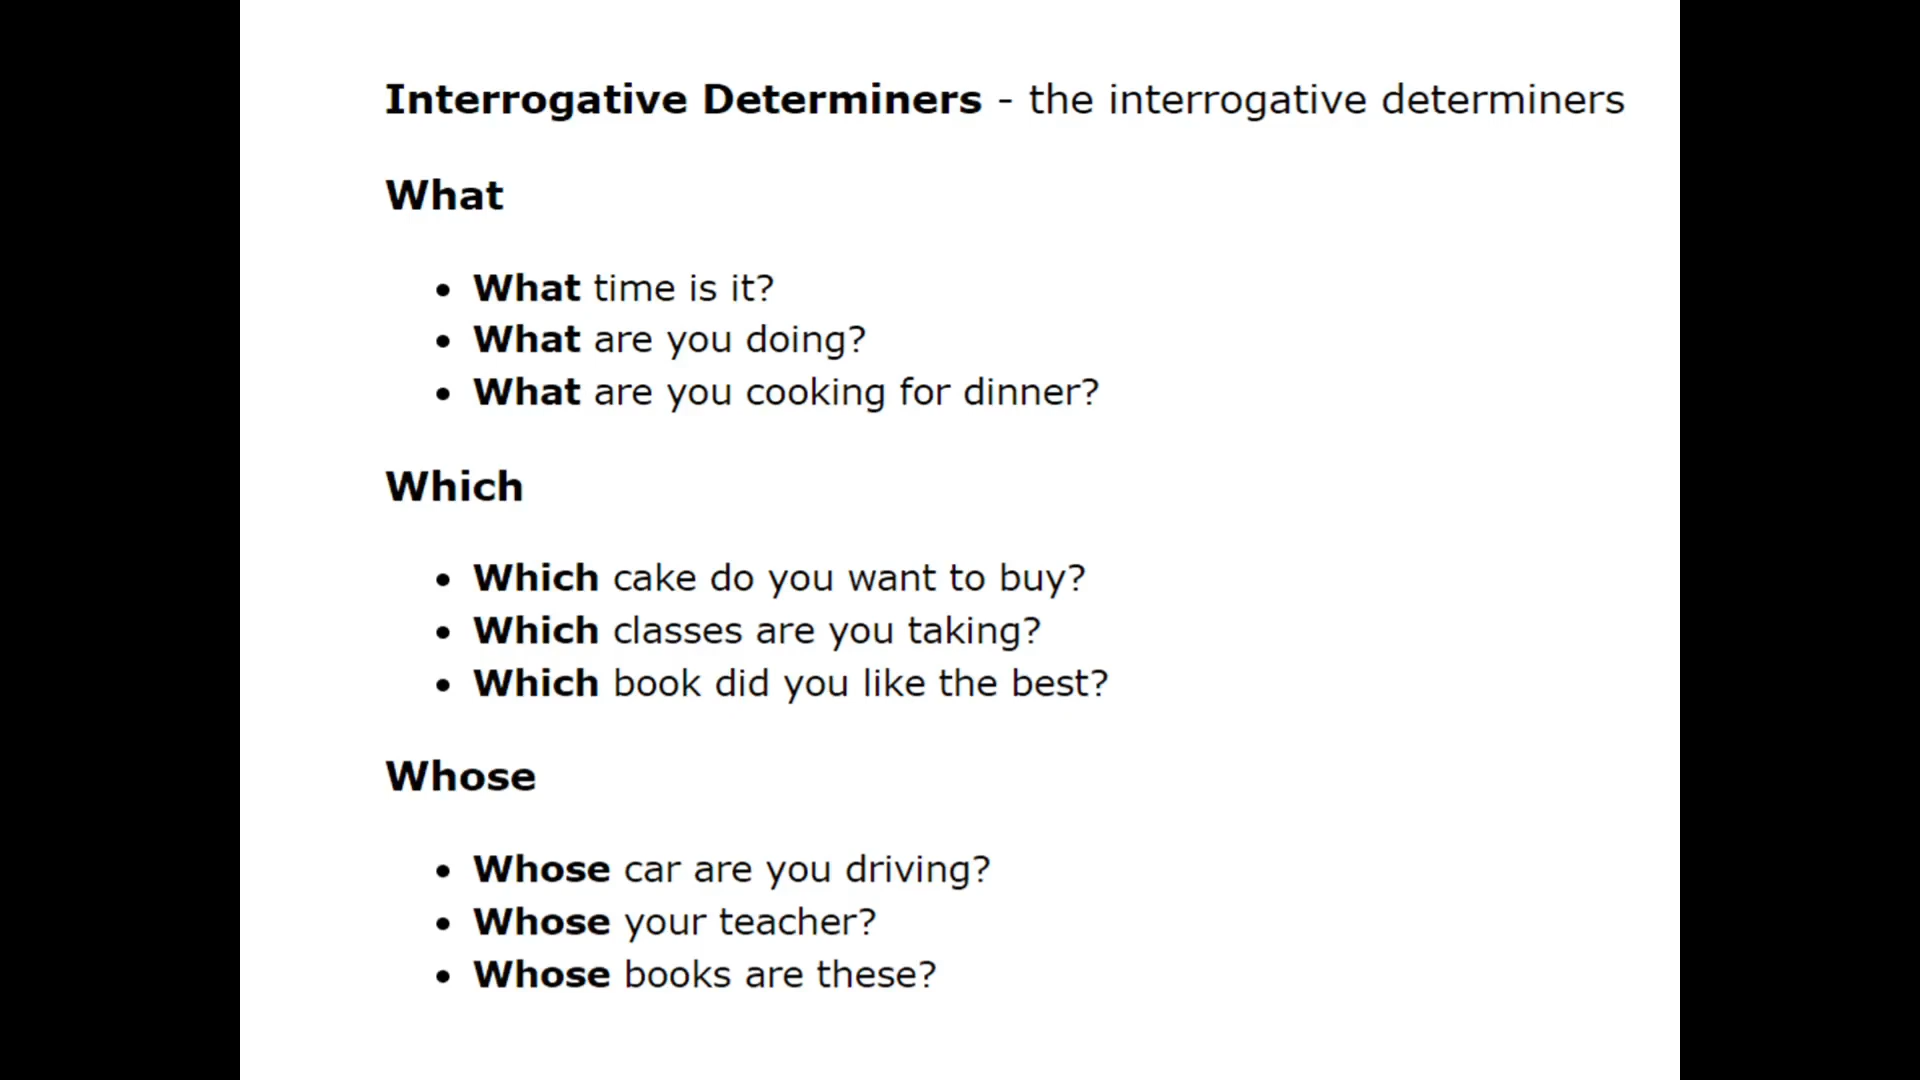 Interrogative Determiners - the interrogative determiners
What
• What time is it?
• What are you doing?
• What are you cooking for dinner?
Which
• Which cake do you want to buy?
• Which classes are you taking?
• Which book did you like the best?
Whose
• Whose car are you driving?
• Whose your teacher?
• Whose books are these?